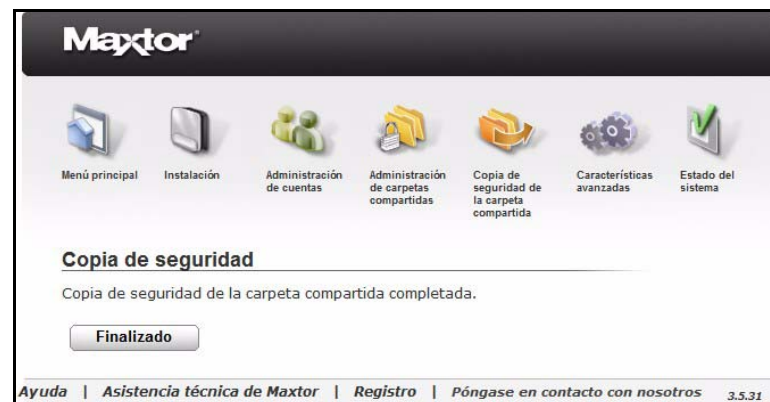 Maxtor
Menú principal
Instalación
Administración
de cuentas
Administración
de carpetas
compartidas
Copia de
seguridad de
la carpeta
compartida
Características
avanzadas
Estado del
sistema
Copia de seguridad
Copia de seguridad de la carpeta compartida completada.
Finalizado
Ayuda | Asistencia técnica de Maxtor | Registro | Póngase en contacto con nosotros 3.5.31